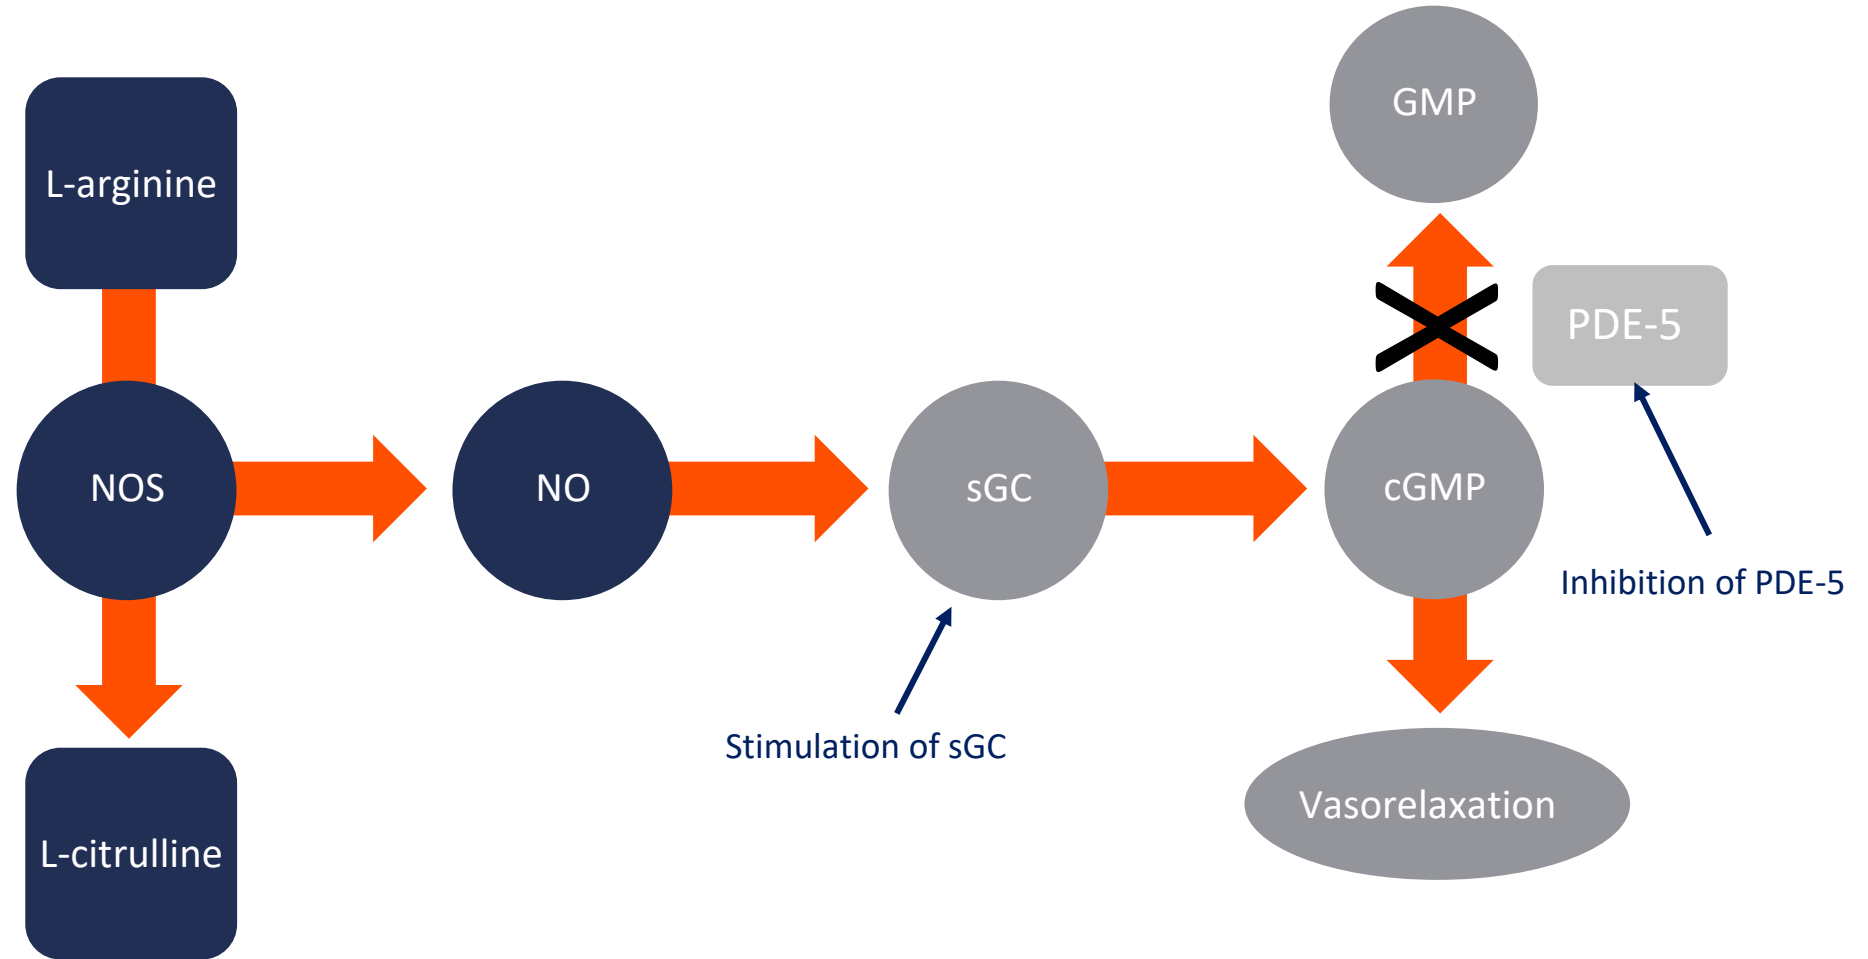 GMP
L-arginine
PDE-5
NOS
NO
sGC
cGMP
Inhibition of PDE-5
Stimulation of sGC
Vasorelaxation
L-citrulline